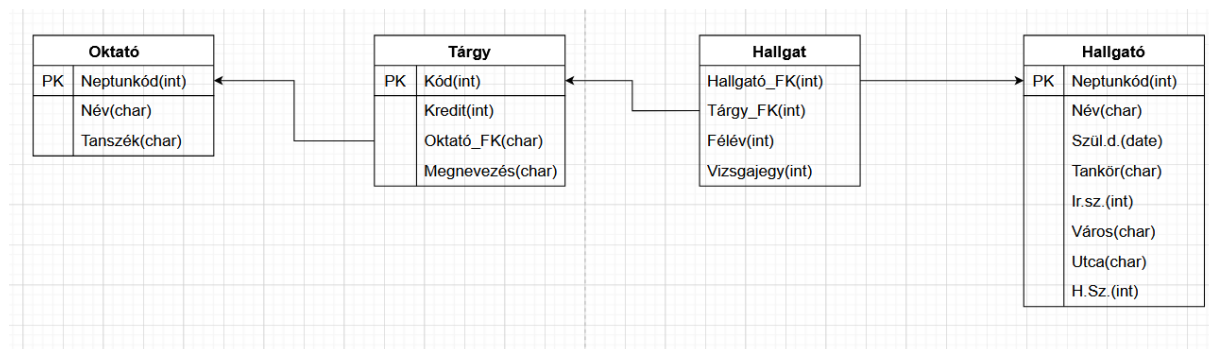 Oktató
PK Neptunkód(int)
Név(char)
Tanszék(char)
Tárgy
PK Kód(int)
Kredit(int)
Oktató_FK(char)
Megnevezés(char)
Hallgat
Hallgató_FK(int)
Tárgy_FK(int)
Félév(int)
Vizsgajegy(int)
Hallgató
PK Neptunkód(int)
Név(char)
Szül.d.(date)
Tankör(char)
Ir.sz.(int)
Város(char)
Utca(char)
H.Sz.(int)